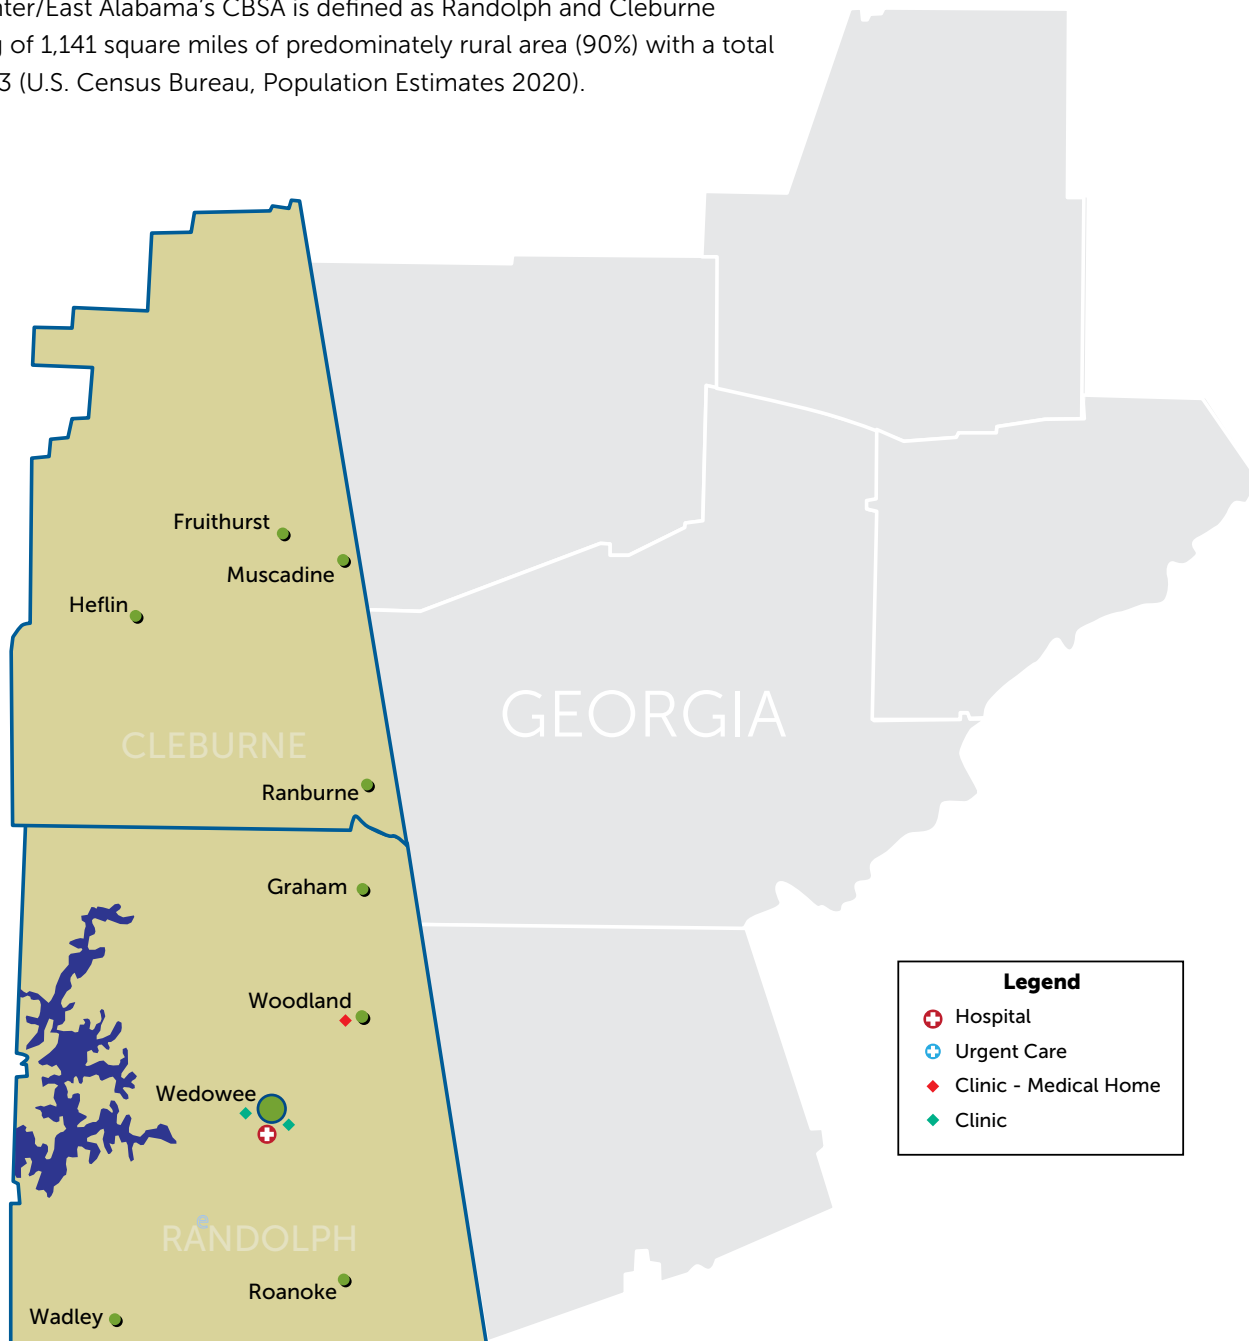 East Alabama's CBSA is defined as Randolph and Cleburne
of 1,141 square miles of predominately rural area (90%) with a total
3 (U.S. Census Bureau, Population Estimates 2020).
Fruithurst
Muscadine
Heflin
GEORGIA
CLEBURNE
Ranburne
Graham
Legend
Woodland
Hospital
Urgent Care
Clinic - Medical Home
Wedowee
Clinic
RANDOLPH
Roanoke
Wadley